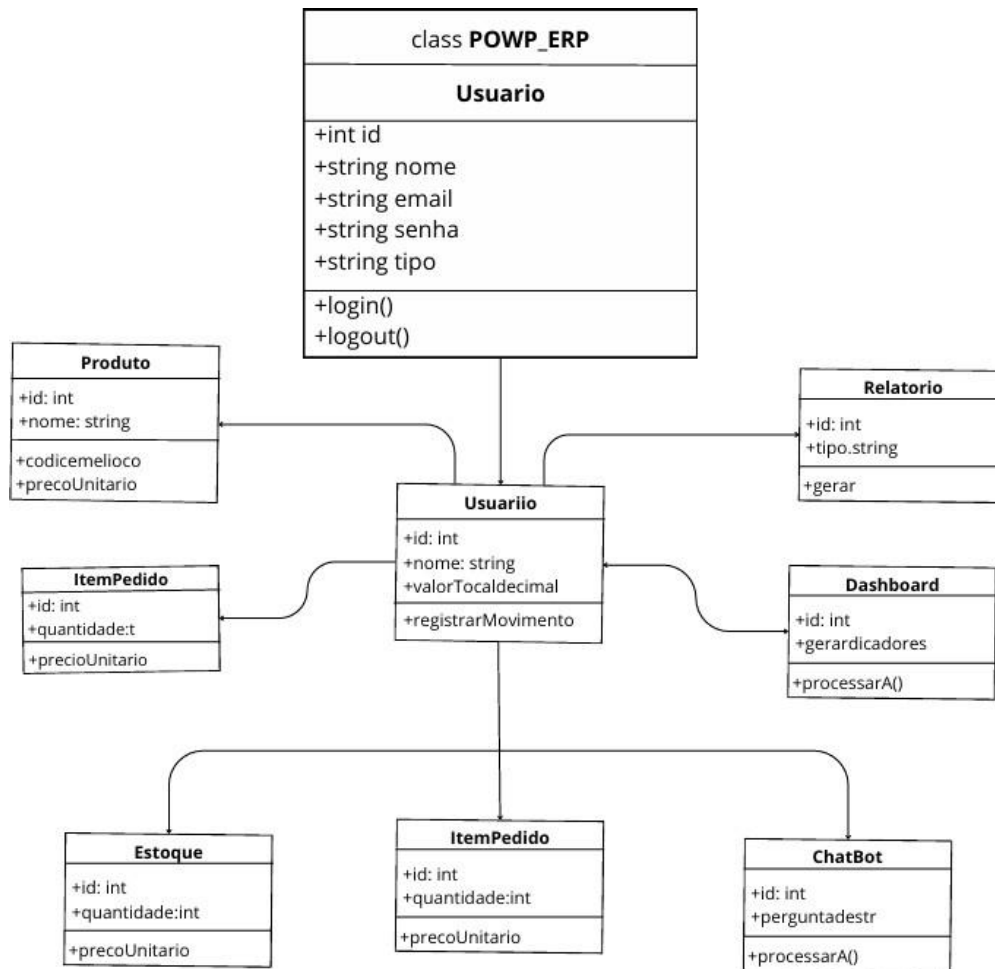 class POWP_ERP
Usuario
+int id
+string nome
+string email
+string senha
+string tipo
+login()
+logout()
Produto
+id: int
+nome: string
+codicemelioco
+precoUnitario
Relatorio
+id: int
+tipo.string
+gerar
Usuariio
+id: int
+nome: string
+valorTocaldecimal
+registrarMovimento
ItemPedido
+id: int
+quantidade:t
+precioUnitario
Dashboard
+id: int
+gerardicadores
+processarA()
Estoque
+id: int
+quantidade:int
+precoUnitario
ItemPedido
+id: int
+quantidade:int
+precoUnitario
ChatBot
+id: int
+perguntadestr
+processarA()